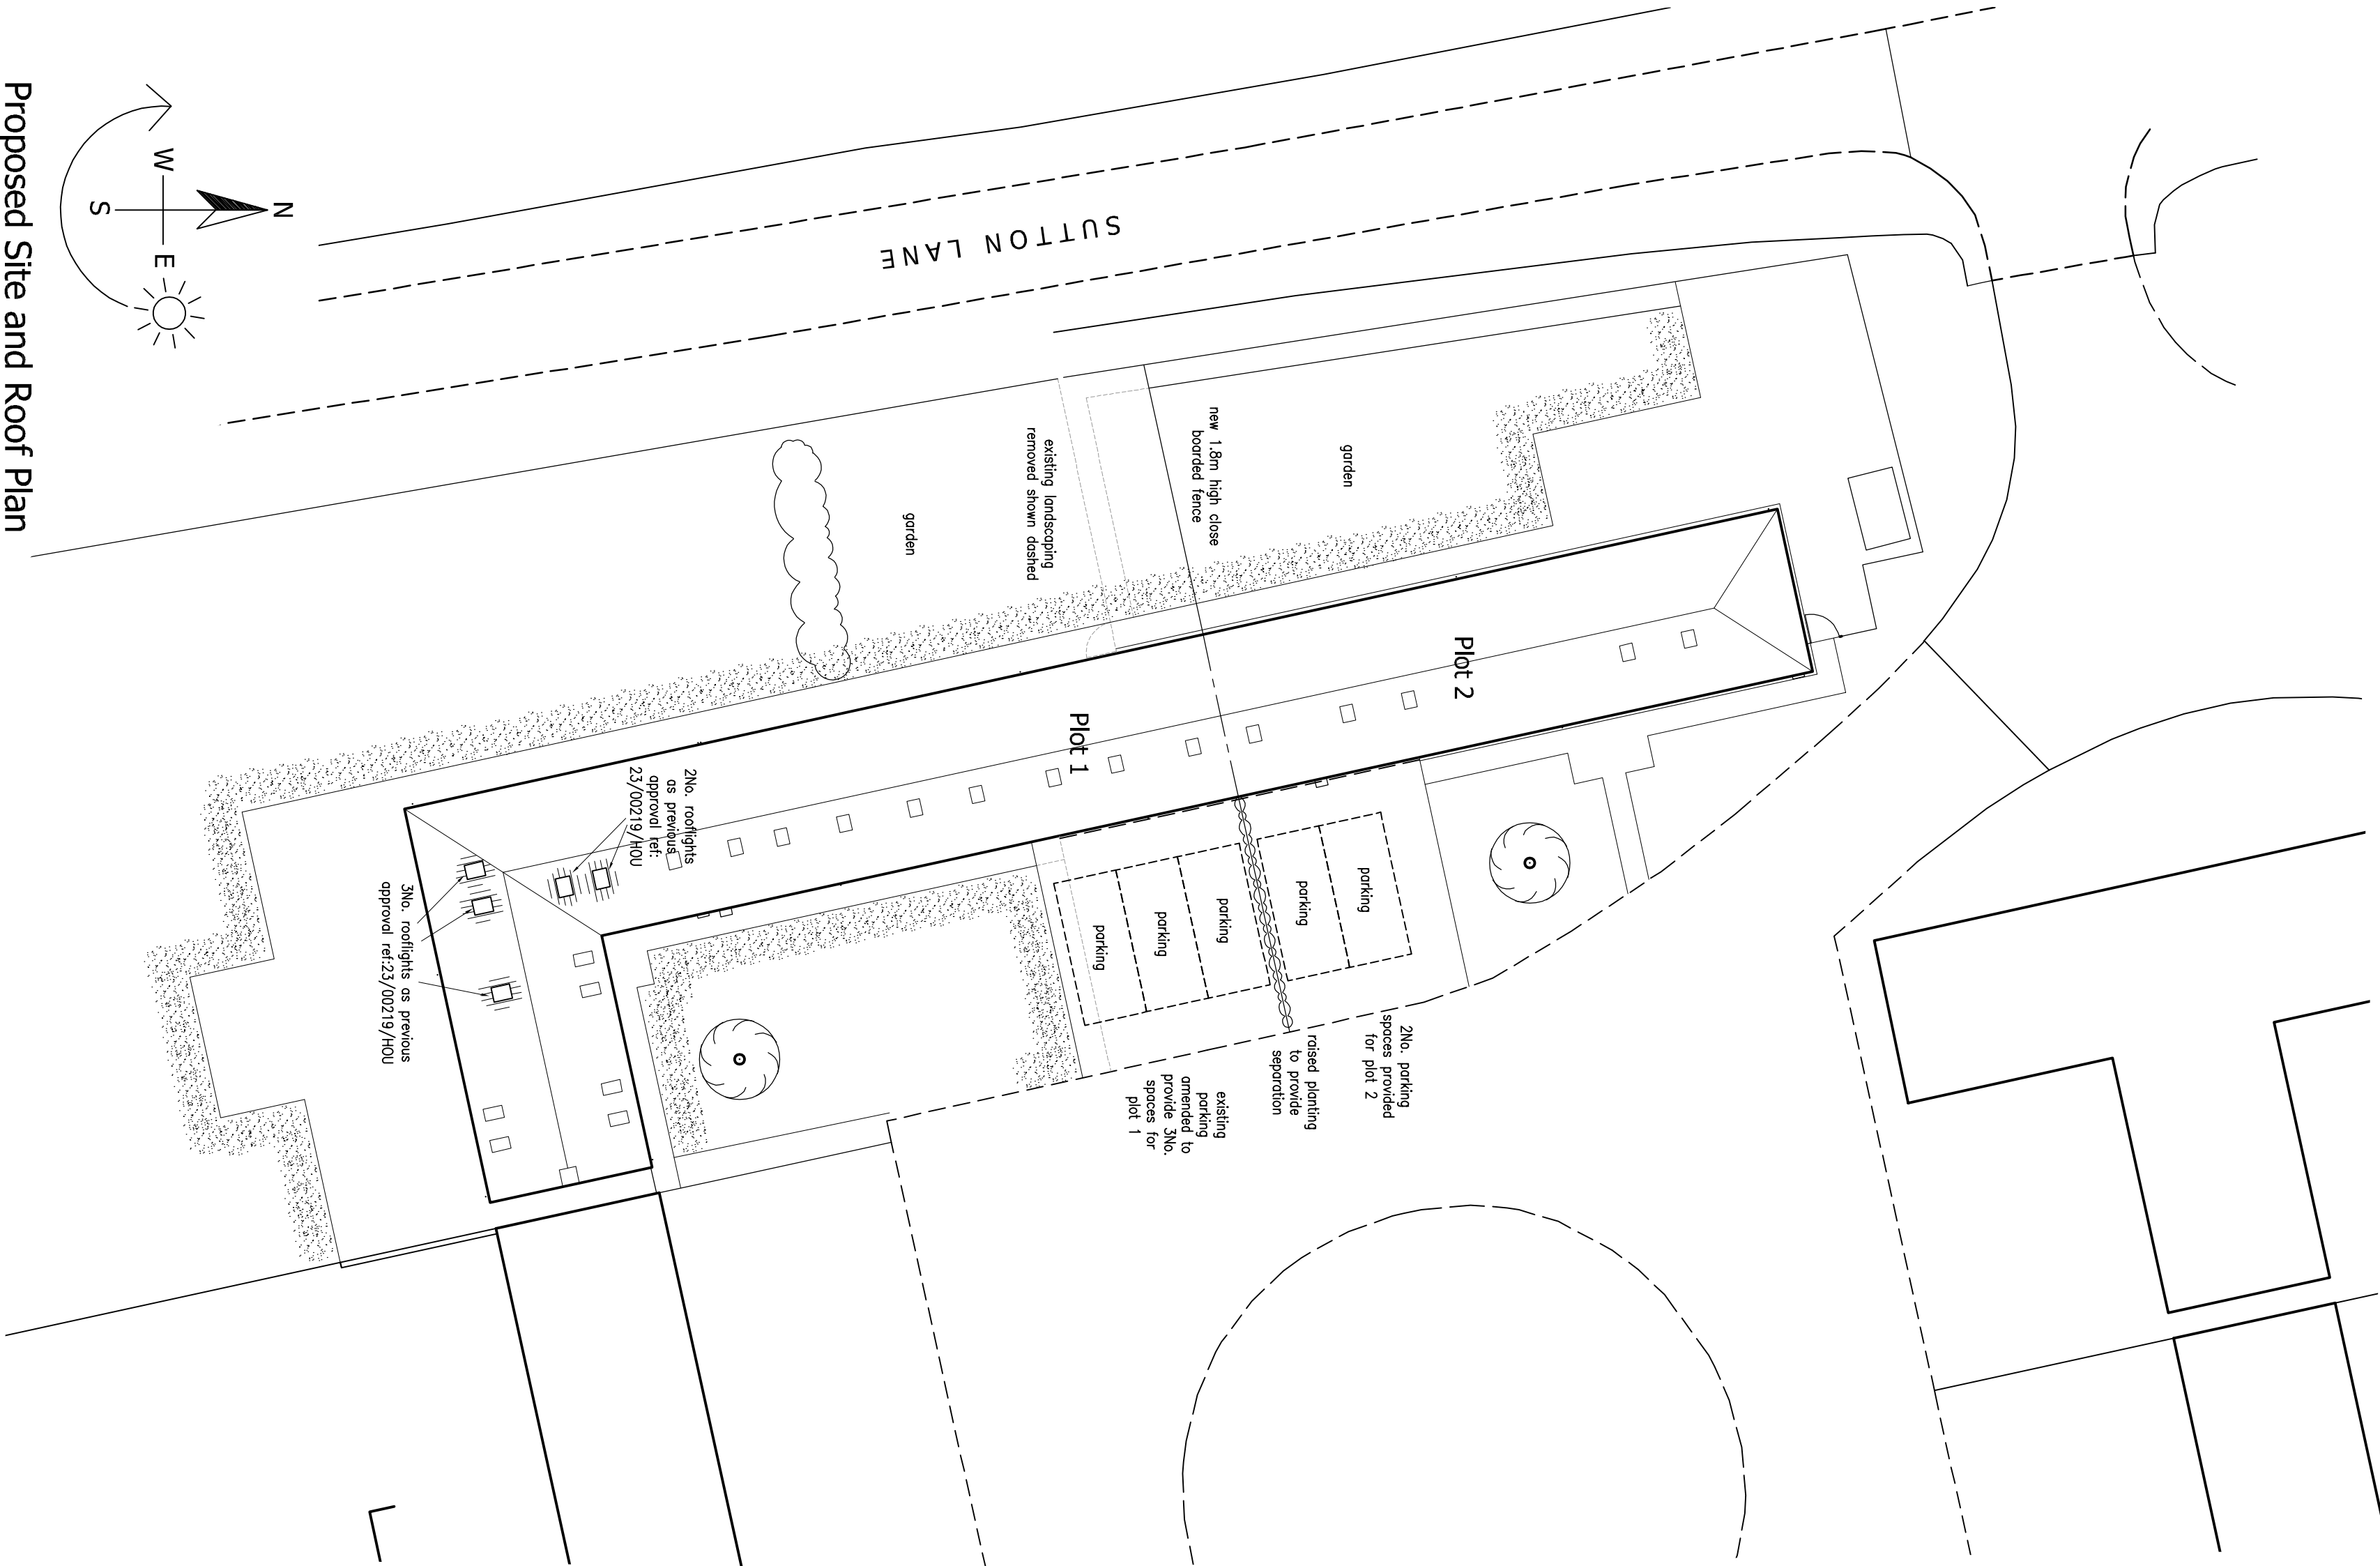 Proposed Site and Roof Plan
N
W
E
S
SUTTON LANE
garden
new 1.8m high close
boarded fence
existing landscaping
removed shown dashed
garden
Plot 2
Plot 1
2No. rooflights
as previous
approval ref:
23/00219/HOU
3No. rooflights as previous
approval ref:23/00219/HOU
parking
parking
parking
parking
parking
2No. parking
spaces provided
for plot 2
raised planting
to provide
separation
existing
parking
amended to
provide 3No.
spaces for
plot 1